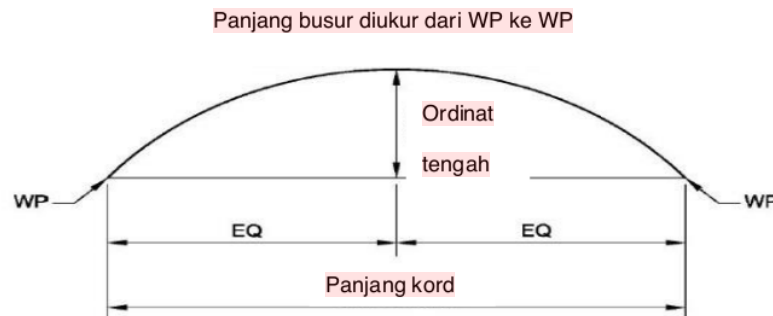 Panjang busur diukur dari WP ke WP
Ordinat
tengah
WP
WP
EQ
EQ
Panjang kord